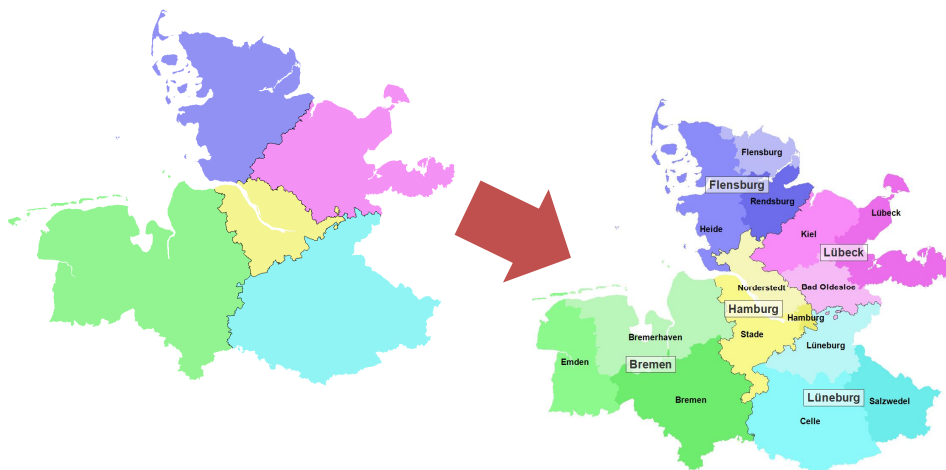 Flensburg
Flensburg
Rendsburg
Lübeck
Heide
Kiel
Lübeck
Norderstedt
Bad Oldesloe
Hamburg
Hamburg
Stade
Bremerhaven
Lüneburg
Emden
Bremen
Bremen
Lüneburg
Salzwedel
Celle